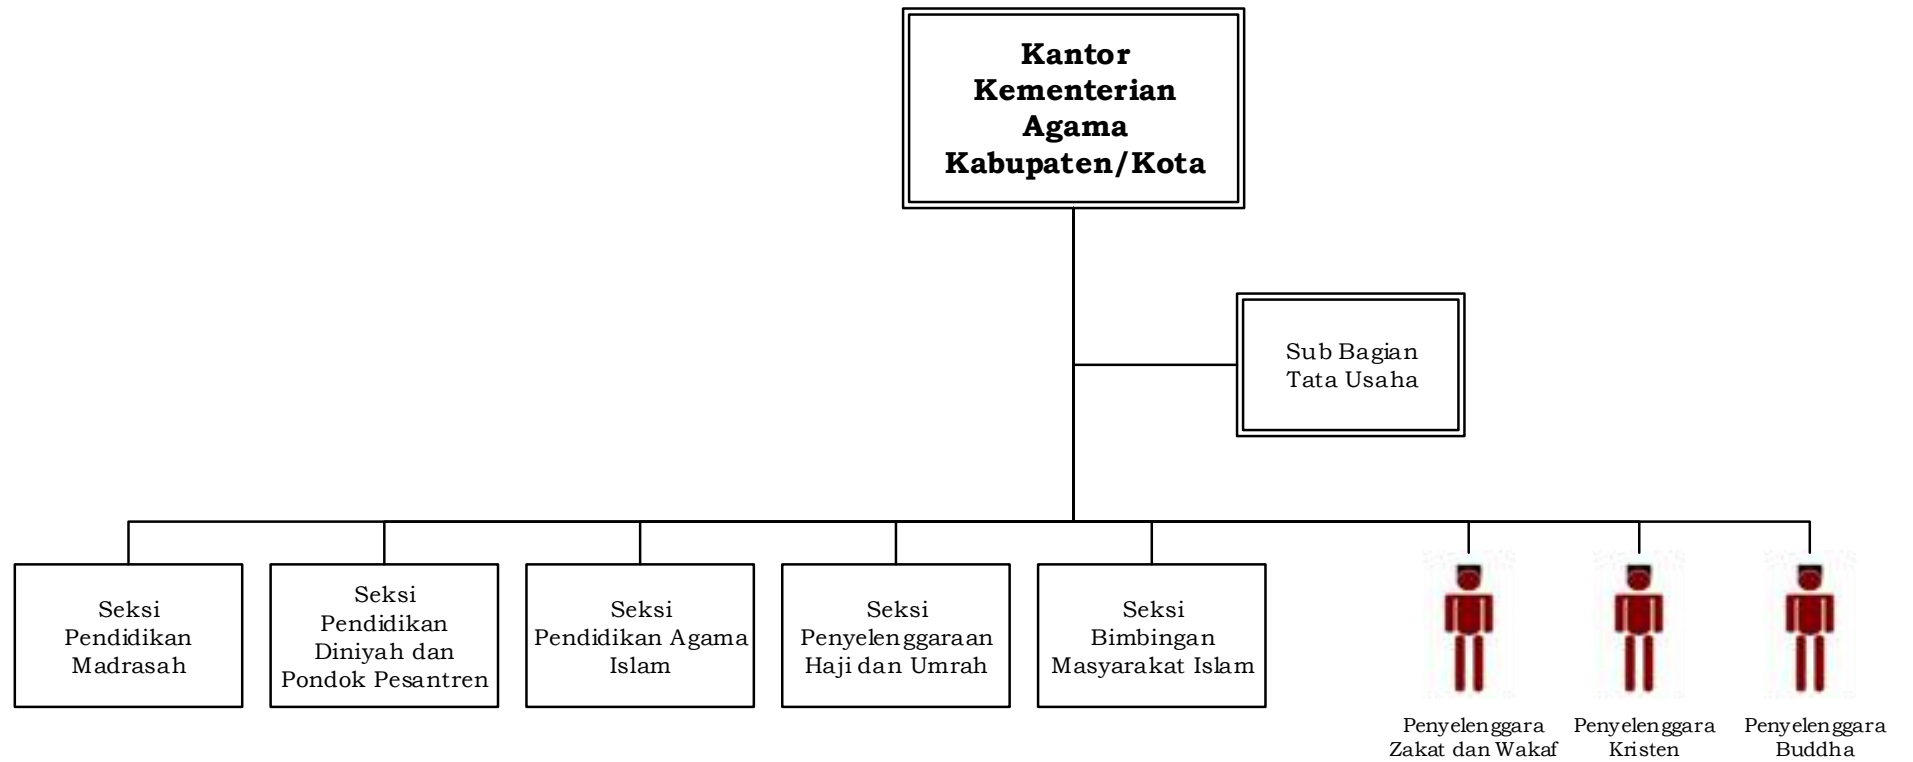 Kantor
Kementerian
Agama
Kabupaten/Kota
Sub Bagian
Tata Usaha
Seksi
Pendidikan
Madrasah
Seksi
Pendidikan
Diniyah dan
Pondok Pesantren
Seksi
Pendidikan Agama
Islam
Seksi
Penyelenggaraan
Haji dan Umrah
Seksi
Bimbingan
Masyarakat Islam
Penyelenggara
Zakat dan Wakaf
Penyelenggara
Kristen
Penyelenggara
Buddha